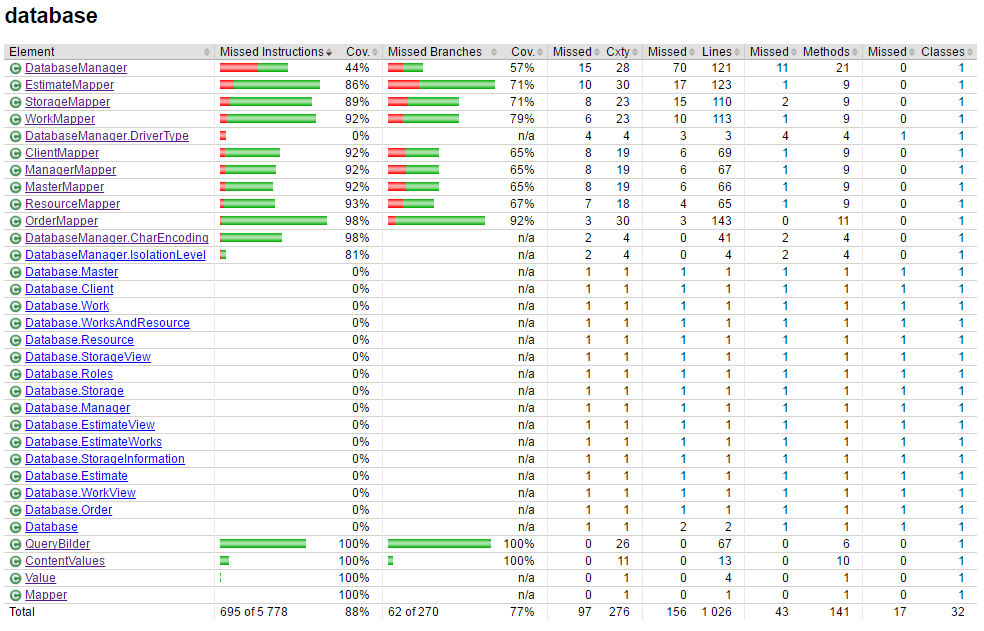 database
Element Missed Instructions Cov. Missed Branches Cov. Missed Cxty Missed Lines Missed Methods Missed Classes
DatabaseManager 44% 57% 15 28 70 121 11 21 0 1
EstimateMapper 86% 71% 10 30 17 123 1 9 0 1
StorageMapper 89% 71% 8 23 15 110 2 9 0 1
WorkMapper 92% 79% 6 23 10 113 1 9 0 1
DatabaseManager.DriverType 0% n/a 4 4 3 3 4 4 1 1
ClientMapper 92% 65% 8 19 6 69 1 9 0 1
ManagerMapper 92% 65% 8 19 6 67 1 9 0 1
MasterMapper 92% 65% 8 19 6 66 1 9 0 1
ResourceMapper 93% 67% 7 18 4 65 1 9 0 1
OrderMapper 98% 92% 3 30 3 143 0 11 0 1
DatabaseManager.CharEncoding 98% n/a 2 4 0 41 2 4 0 1
DatabaseManager.IsolationLevel 81% n/a 2 4 0 4 2 4 0 1
Database.Master 0% n/a 1 1 1 1 1 1 1 1
Database.Client 0% n/a 1 1 1 1 1 1 1 1
Database.Work 0% n/a 1 1 1 1 1 1 1 1
Database.WorksAndResource 0% n/a 1 1 1 1 1 1 1 1
Database.Resource 0% n/a 1 1 1 1 1 1 1 1
Database.StorageView 0% n/a 1 1 1 1 1 1 1 1
Database.Roles 0% n/a 1 1 1 1 1 1 1 1
Database.Storage 0% n/a 1 1 1 1 1 1 1 1
Database.Manager 0% n/a 1 1 1 1 1 1 1 1
Database.EstimateView 0% n/a 1 1 1 1 1 1 1 1
Database.EstimateWorks 0% n/a 1 1 1 1 1 1 1 1
Database.StorageInformation 0% n/a 1 1 1 1 1 1 1 1
Database.Estimate 0% n/a 1 1 1 1 1 1 1 1
Database.WorkView 0% n/a 1 1 1 1 1 1 1 1
Database.Order 0% n/a 1 1 1 1 1 1 1 1
Database 0% n/a 1 1 2 2 1 1 1 1
QueryBilder 100% 100% 0 26 0 67 0 6 0 1
ContentValues 100% 100% 0 11 0 13 0 10 0 1
Value 100% n/a 0 1 0 4 0 1 0 1
Mapper 100% n/a 0 1 0 1 0 1 0 1
Total 695 of 5 778 88% 62 of 270 77% 97 276 156 1 026 43 141 17 32